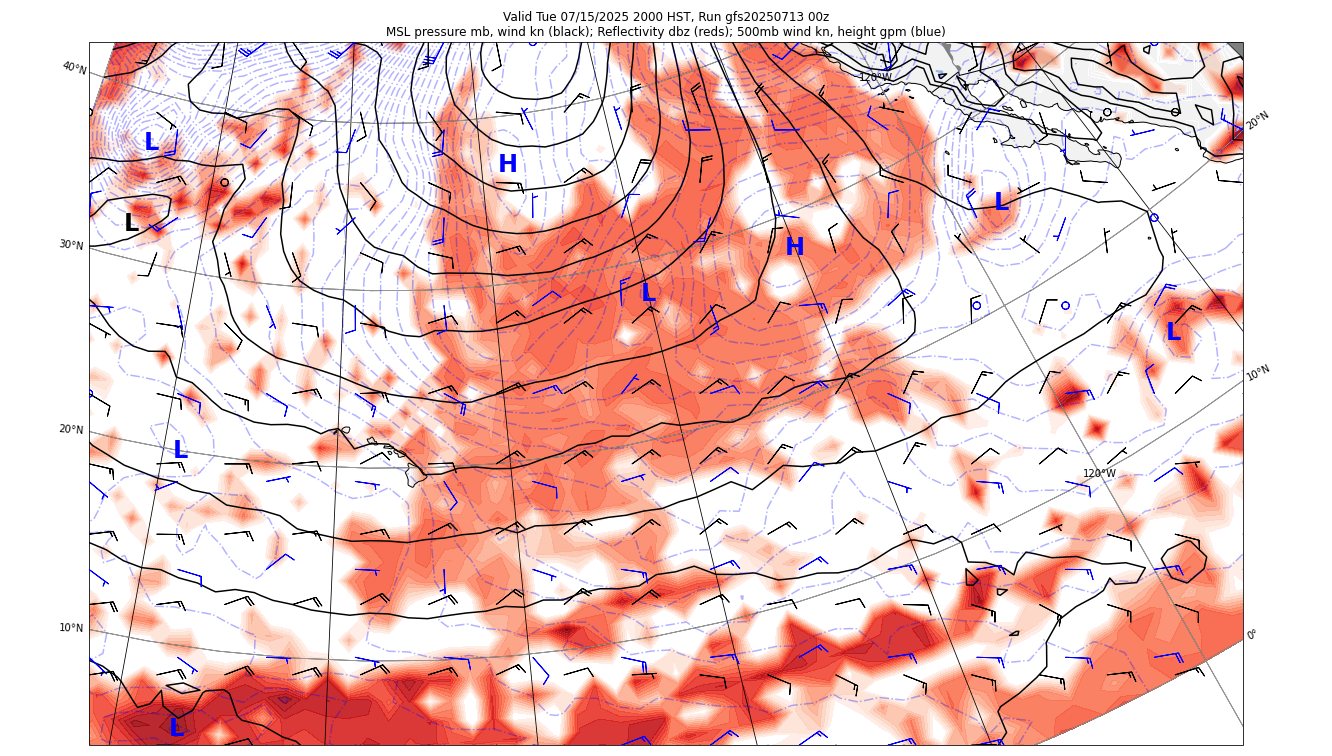 Valid Tue 07/15/2025 2000 HST, Run gfs20250713 00z
MSL pressure mb, wind kn (black); Reflectivity dbz (reds); 500mb wind kn, height gpm (blue)
40°N
120°W
20°N
L
H
L
L
30°N
H
L
L
10°N
20°N
L
120°W
10°N
0°
L